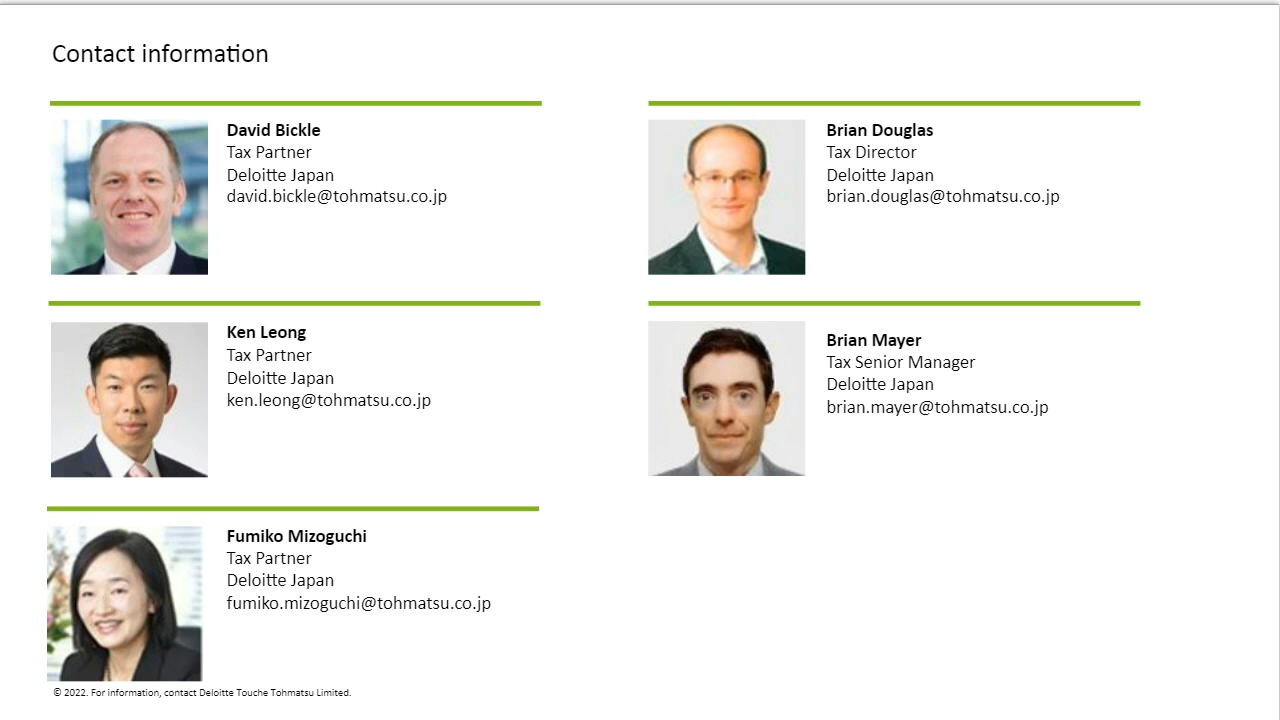 Contact information
David Bickle
Tax Partner
Deloitte Japan
david.bickle@tohmatsu.co.jp
Brian Douglas
Tax Director
Deloitte Japan
brian.douglas@tohmatsu.co.jp
Ken Leong
Tax Partner
Deloitte Japan
ken.leong@tohmatsu.co.jp
Brian Mayer
Tax Senior Manager
Deloitte Japan
brian.mayer@tohmatsu.co.jp
Fumiko Mizoguchi
Tax Partner
Deloitte Japan
fumiko.mizoguchi@tohmatsu.co.jp
© 2022. For information, contact Deloitte Touche Tohmatsu Limited.